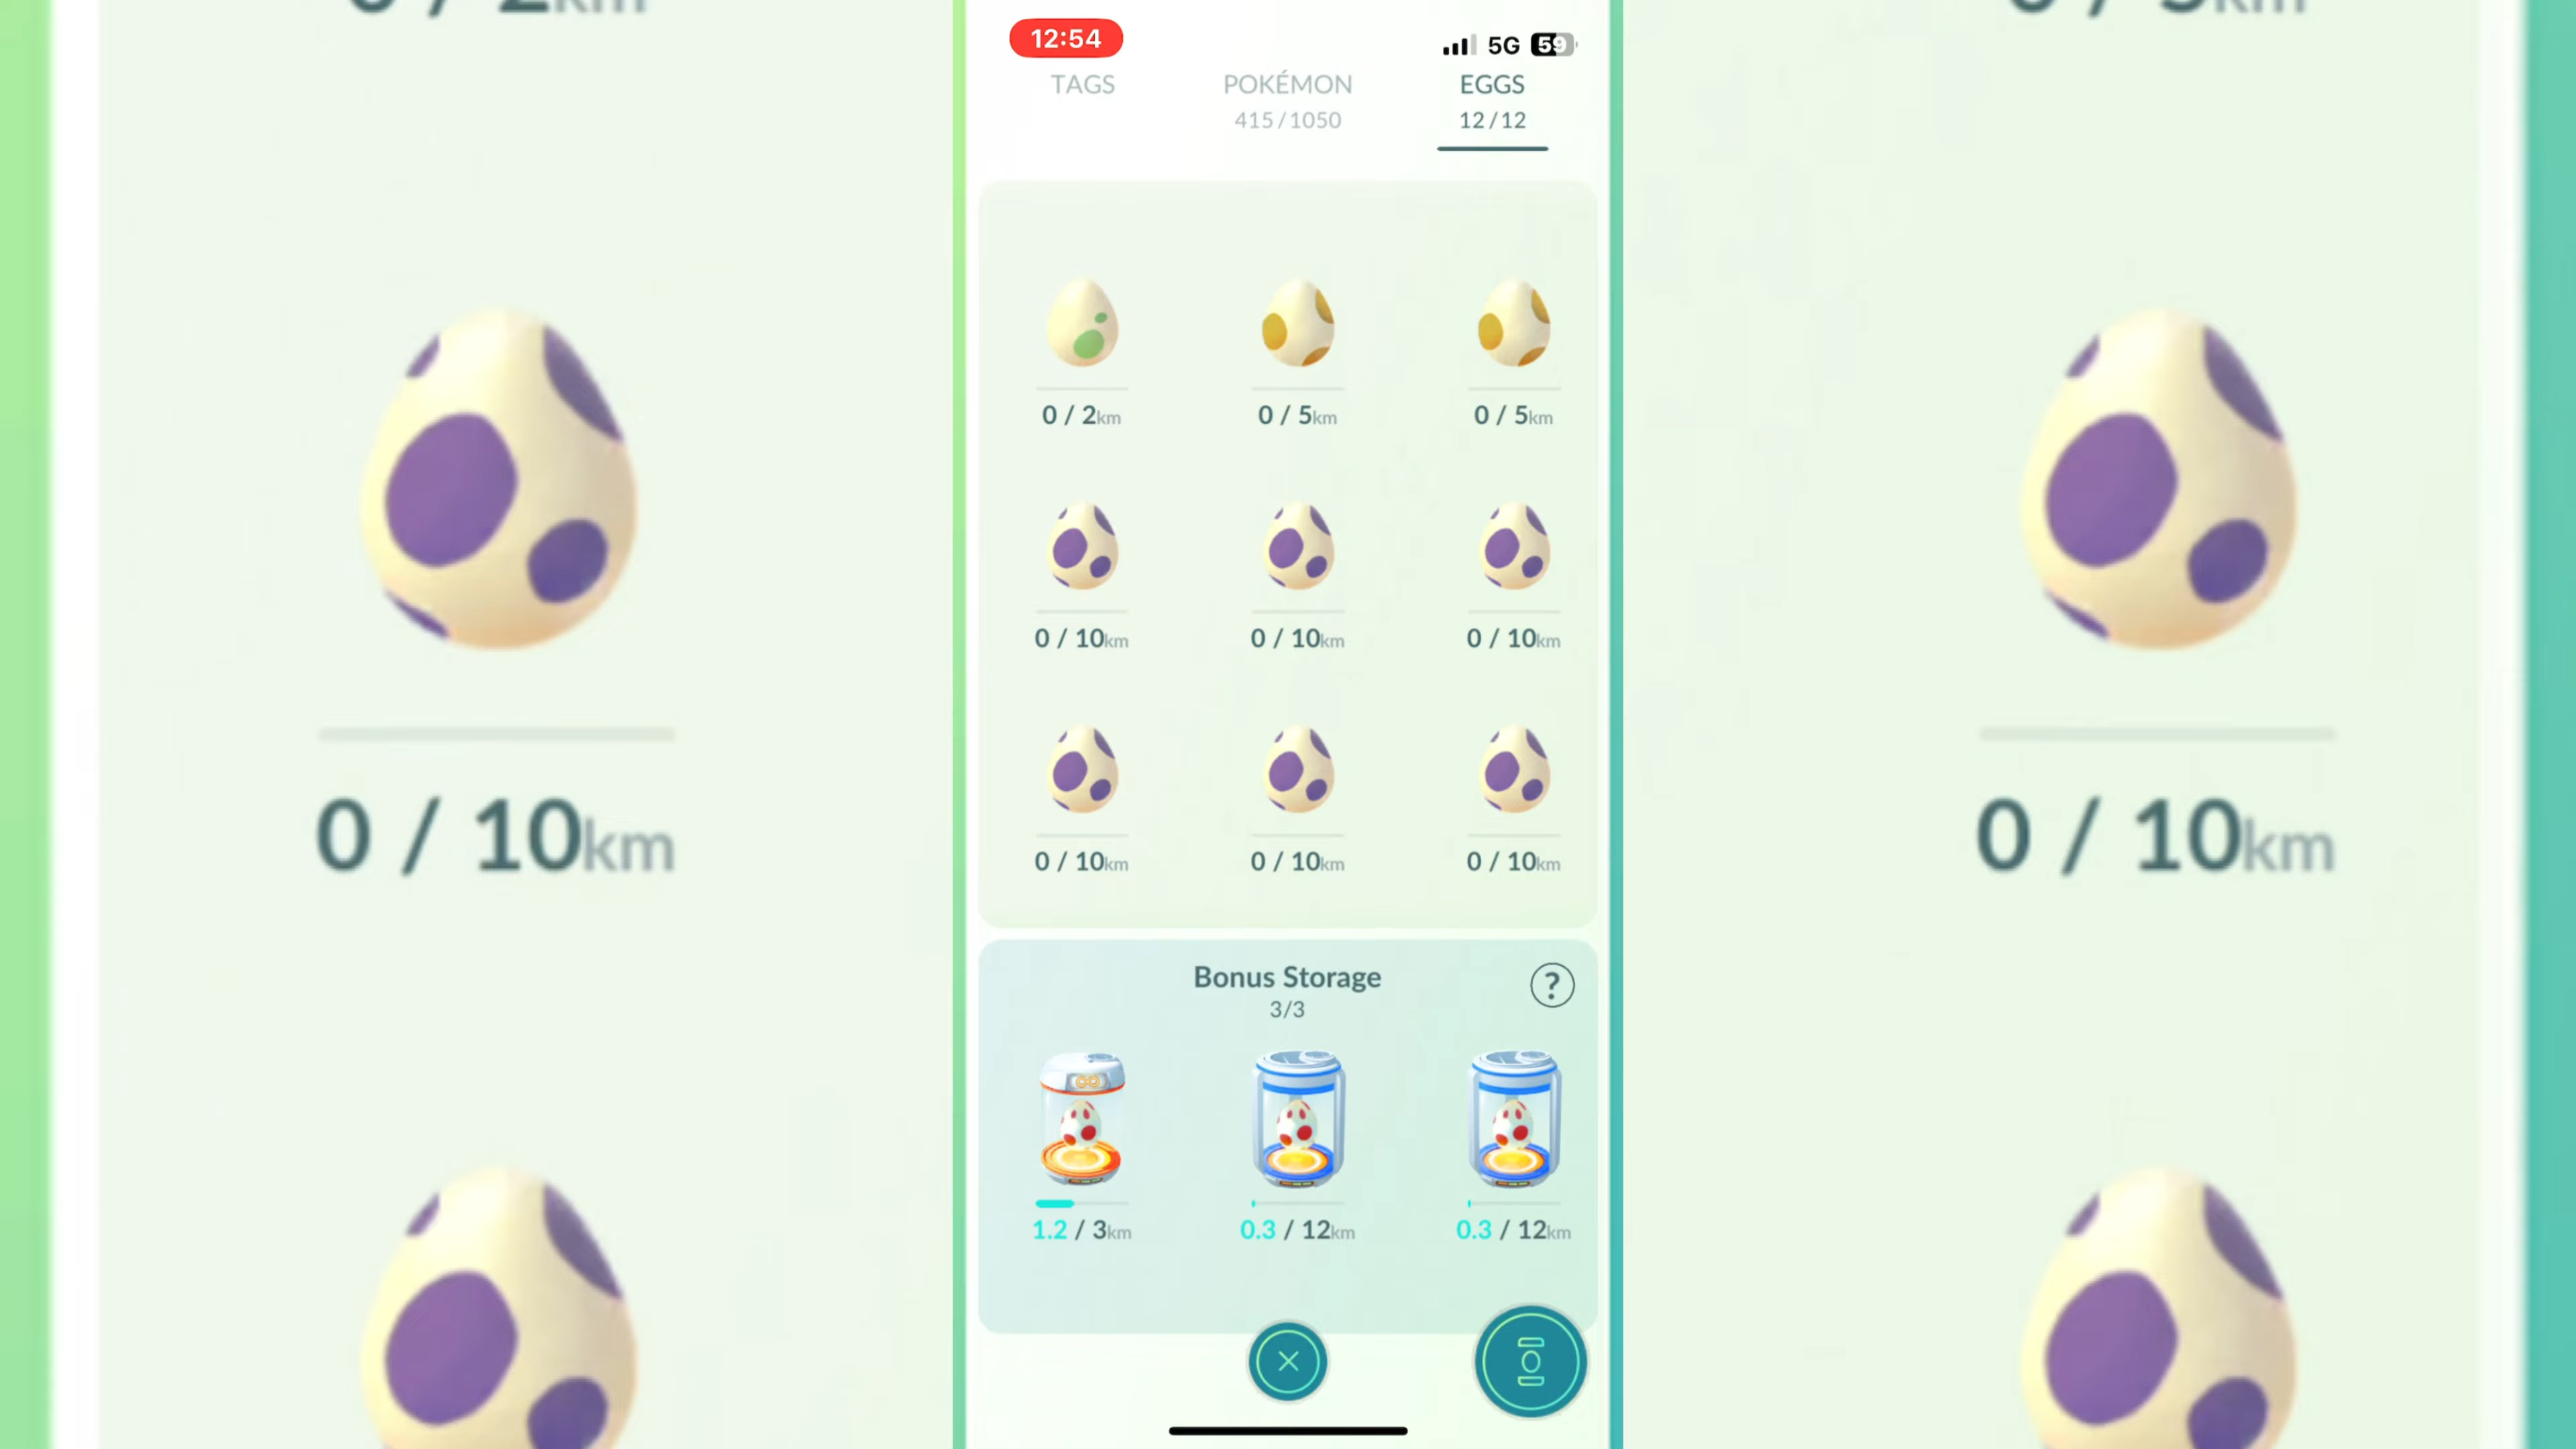 12:54
5G 59
TAGS POKÉMON EGGS
415/1050 12/12
0 / 2km 0 / 5km 0 / 5km
0 / 10km 0 / 10km 0 / 10km
0 / 10km 0 / 10km 0 / 10km
Bonus Storage
?
3/3
1.2 / 3km 0.3 / 12km 0.3 / 12km
0 / 10km
0 / 10km